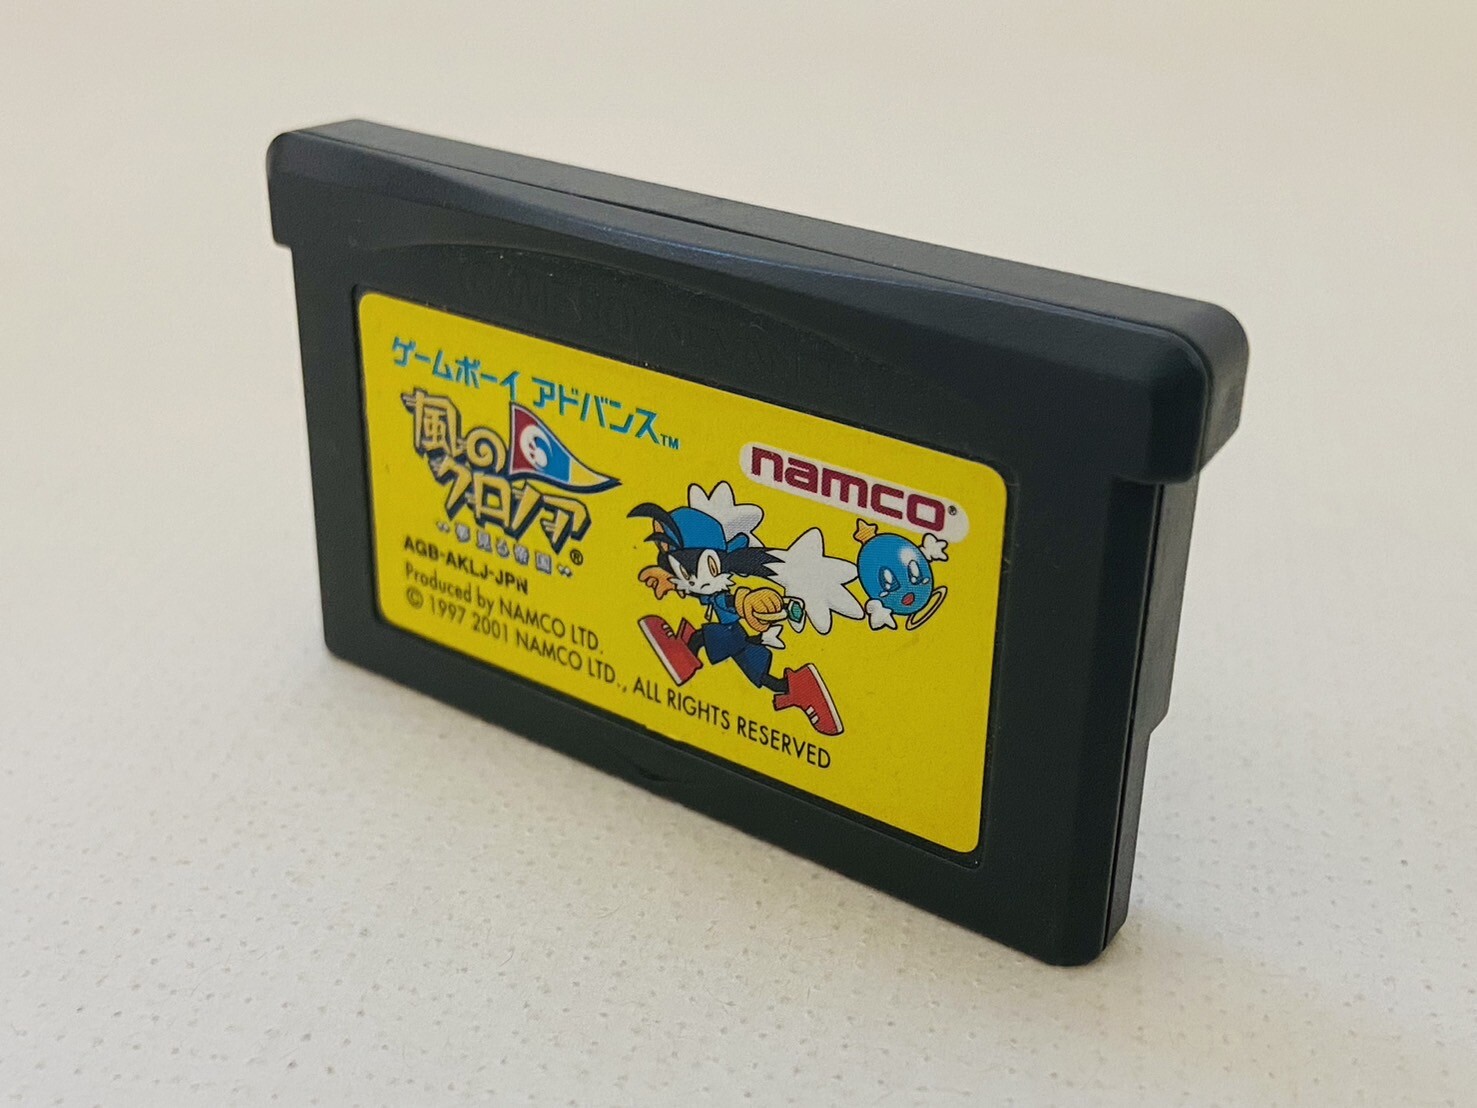 ゲームボーイ アドバンス™
風の
クロノア®
夢見る帝国
namco®
AGB-AKLJ-JPN
Produced by NAMCO LTD.
© 1997 2001 NAMCO LTD., ALL RIGHTS RESERVED